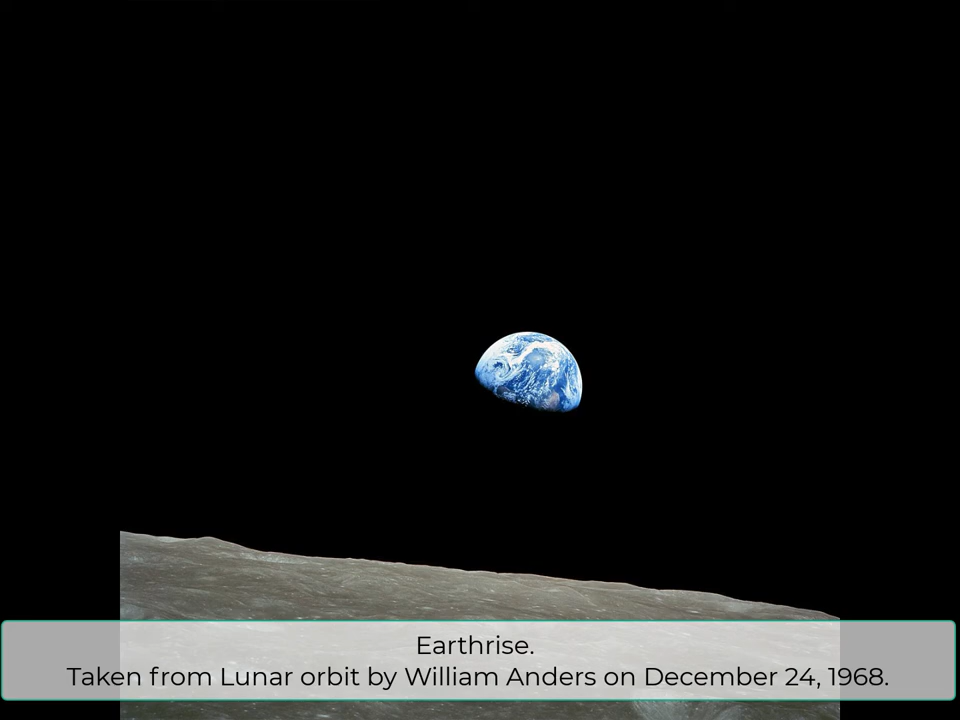 Earthrise.
Taken from Lunar orbit by William Anders on December 24, 1968.